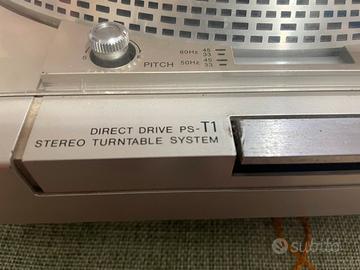 60Hz 45
33
PITCH 50Hz 45
33
DIRECT DRIVE PS-T1
STEREO TURNTABLE SYSTEM
subito